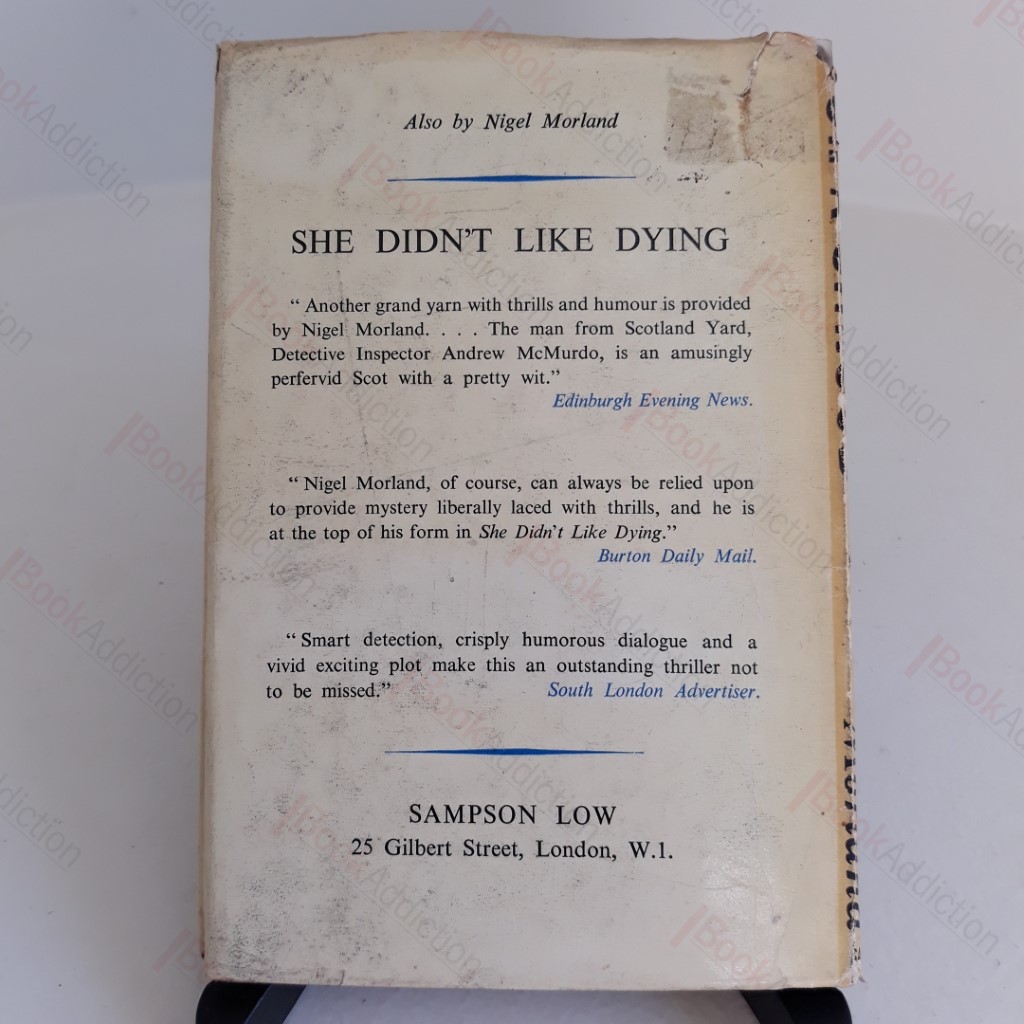 Also by Nigel Morland
SHE DIDN'T LIKE DYING
“ Another grand yarn with thrills and humour is provided
by Nigel Morland. . . . The man from Scotland Yard,
Detective Inspector Andrew McMurdo, is an amusingly
perfervid Scot with a pretty wit.”
Edinburgh Evening News.
“ Nigel Morland, of course, can always be relied upon
to provide mystery liberally laced with thrills, and he is
at the top of his form in She Didn't Like Dying.”
Burton Daily Mail.
“ Smart detection, crisply humorous dialogue and a
vivid exciting plot make this an outstanding thriller not
to be missed.” South London Advertiser.
SAMPSON LOW
25 Gilbert Street, London, W.1.
Morland
BookAddiction